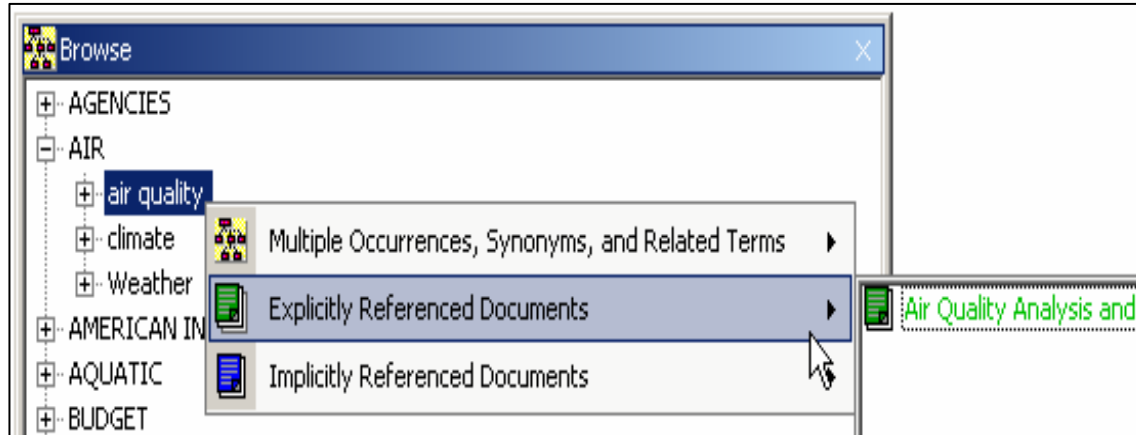 Browse
AGENCIES
AIR
air quality
climate
Multiple Occurrences, Synonyms, and Related Terms
Weather
Explicitly Referenced Documents
Air Quality Analysis and
AMERICAN IN
Implicitly Referenced Documents
AQUATIC
BUDGET